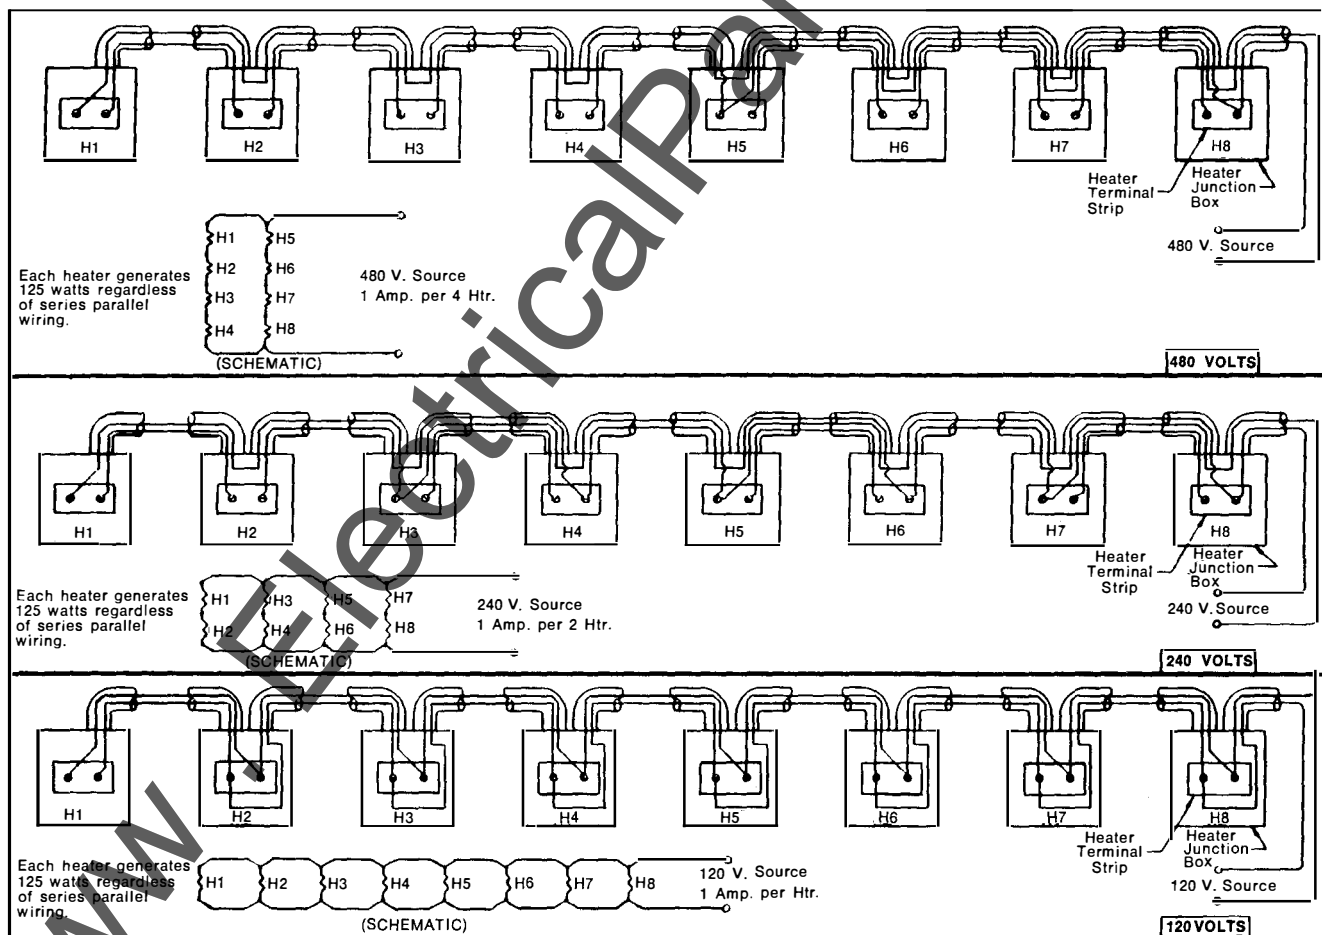 H1 H2 H3 H4 H5 H6 H7 H8
Heater
Terminal
Strip
Heater
Junction
Box
480 V. Source
Each heater generates
125 watts regardless
of series parallel
wiring.
H1 H5
H2 H6
H3 H7
H4 H8
(SCHEMATIC)
480 V. Source
1 Amp. per 4 Htr.
480 VOLTS
H1 H2 H3 H4 H5 H6 H7 H8
Heater
Terminal
Strip
Heater
Junction
Box
240 V. Source
Each heater generates
125 watts regardless
of series parallel
wiring.
H1 H3 H5 H7
H2 H4 H6 H8
(SCHEMATIC)
240 V. Source
1 Amp. per 2 Htr.
240 VOLTS
H1 H2 H3 H4 H5 H6 H7 H8
Heater
Terminal
Strip
Heater
Junction
Box
120 V. Source
Each heater generates
125 watts regardless
of series parallel
wiring.
H1 H2 H3 H4 H5 H6 H7 H8
(SCHEMATIC)
120 V. Source
1 Amp. per Htr.
120 VOLTS